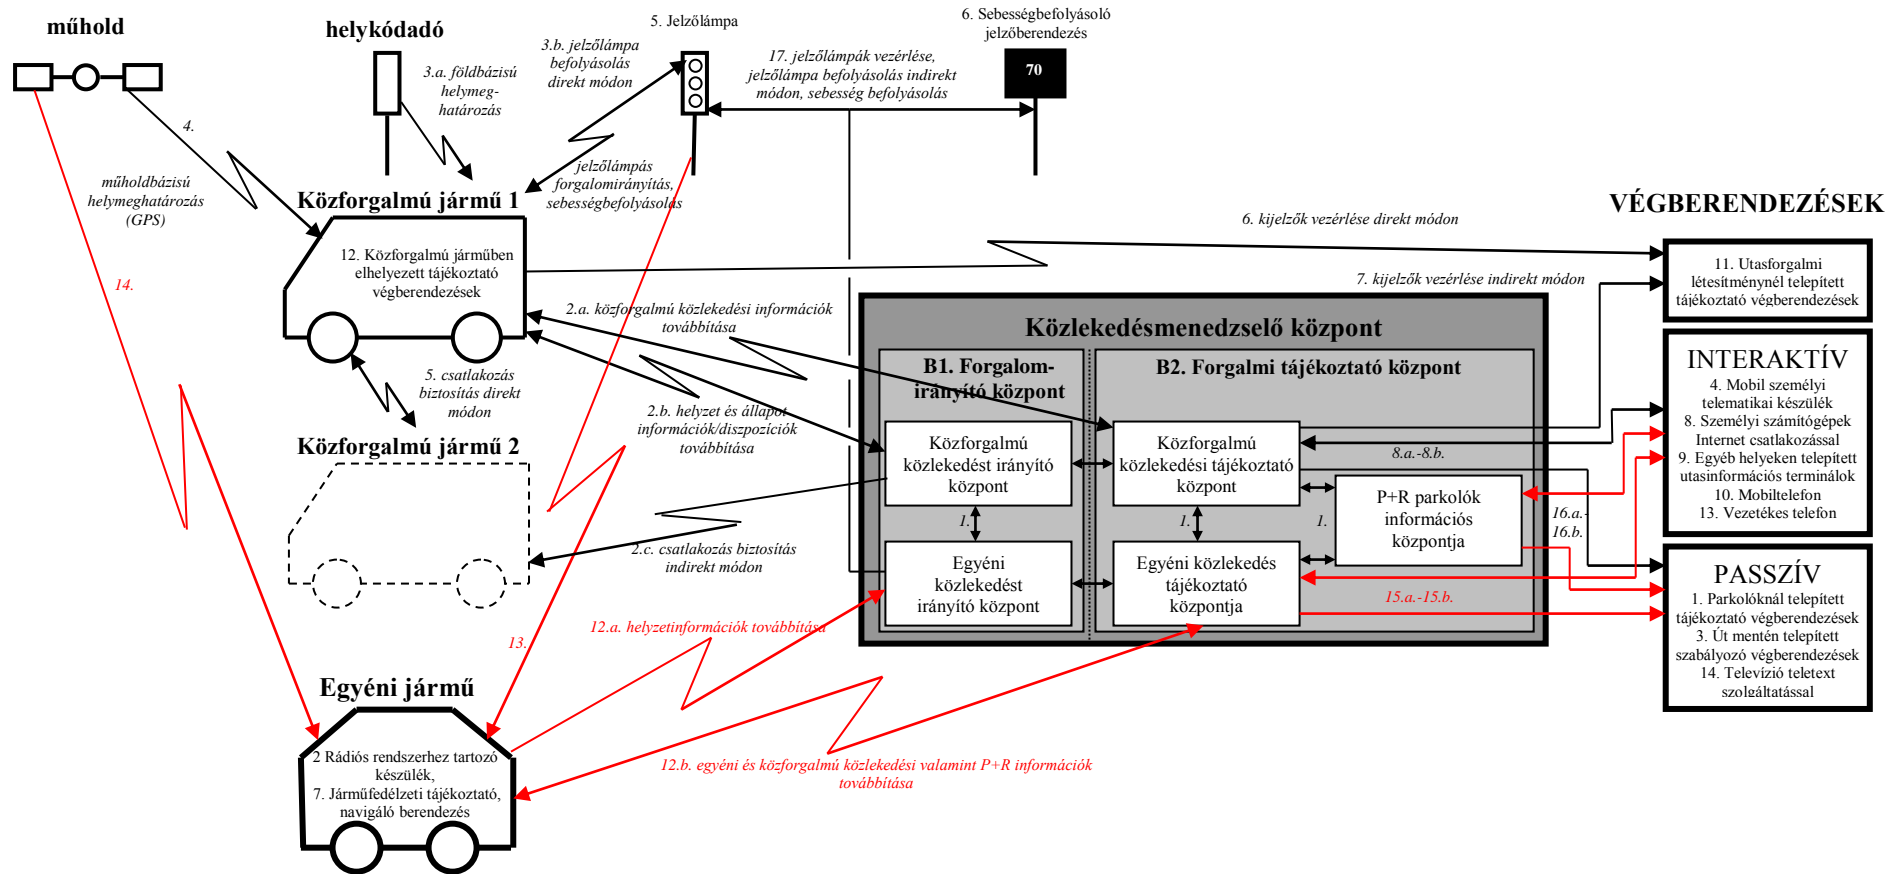 műhold
helykódadó
5. Jelzőlámpa
6. Sebességbefolyásoló
jelzőberendezés
3.a. földbázisú
helymeg-
határozás
3.b. jelzőlámpa
befolyásolás
direkt módon
17. jelzőlámpák vezérlése,
jelzőlámpa befolyásolás indirekt
módon, sebesség befolyásolás
70
4.
műholdbázisú
helymeghatározás
(GPS)
jelzőlámpás
forgalomirányítás,
sebességbefolyásolás
Közforgalmú jármű 1
12. Közforgalmú járműben
elhelyezett tájékoztató
végberendezések
6. kijelzők vezérlése direkt módon
7. kijelzők vezérlése indirekt módon
VÉGBERENDEZÉSEK
11. Utasforgalmi
létesítménynél telepített
tájékoztató végberendezések
14.
2.a. közforgalmú közlekedési információk
továbbítása
5. csatlakozás
biztosítás direkt
módon
2.b. helyzet és állapot
információk/diszpozíciók
továbbítása
Közforgalmú jármű 2
2.c. csatlakozás biztosítás
indirekt módon
Közlekedésmenedzselő központ
B1. Forgalom-
irányító központ
B2. Forgalmi tájékoztató központ
Közforgalmú
közlekedést irányító
központ
Közforgalmú
közlekedési tájékoztató
központ
8.a.-8.b.
P+R parkolók
információs
központja
1.
1.
1.
16.a.-
16.b.
Egyéni
közlekedést
irányító központ
Egyéni közlekedés
tájékoztató
központja
15.a.-15.b.
INTERAKTÍV
4. Mobil személyi
telematikai készülék
8. Személyi számítógépek
Internet csatlakozással
9. Egyéb helyeken telepített
utasinformációs terminálok
10. Mobiltelefon
13. Vezetékes telefon
PASSZÍV
1. Parkolóknál telepített
tájékoztató végberendezések
3. Út mentén telepített
szabályozó végberendezések
14. Televízió teletext
szolgáltatással
12.a. helyzetinformációk továbbítása
13.
Egyéni jármű
2 Rádiós rendszerhez tartozó
készülék,
7. Járműfedélzeti tájékoztató,
navigáló berendezés
12.b. egyéni és közforgalmú közlekedési valamint P+R információk
továbbítása